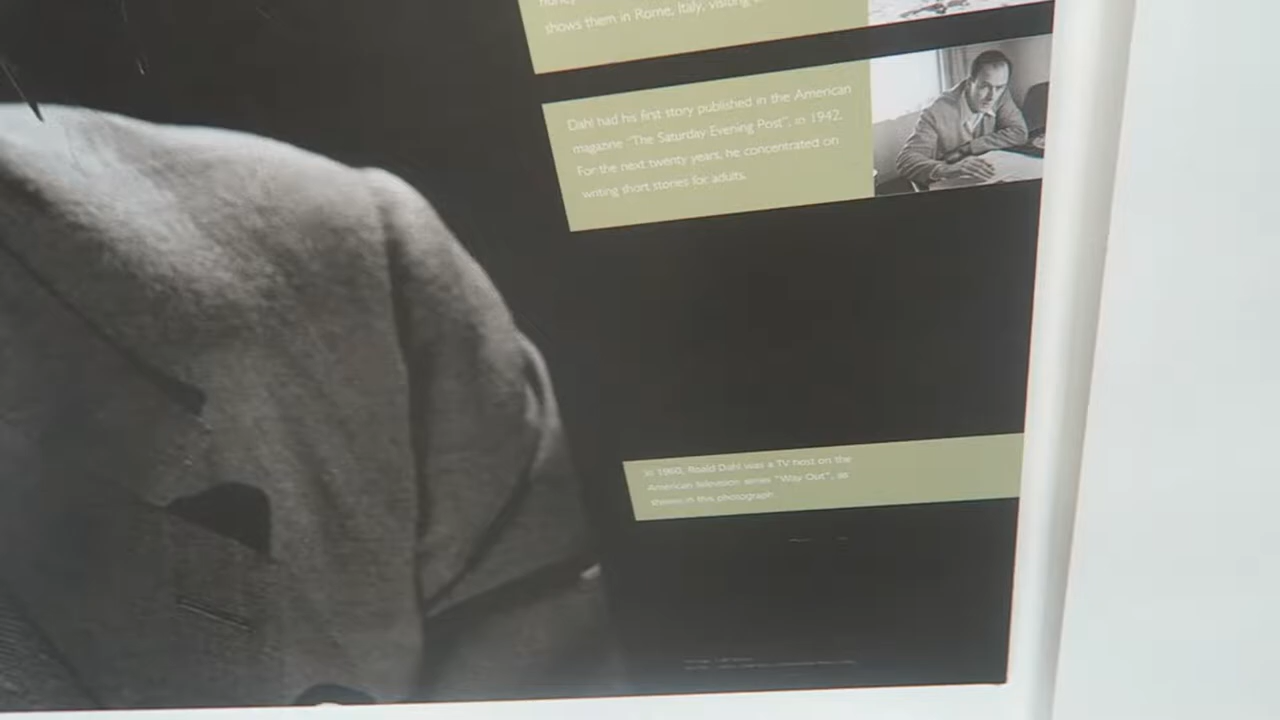 shows them in Rome, Italy, visiting
Dahl had his first story published in the American
magazine "The Saturday Evening Post", in 1942.
For the next twenty years, he concentrated on
writing short stories for adults.
In 1960, Roald Dahl was a TV host on the
American television series "Way Out", as
shown in this photograph.